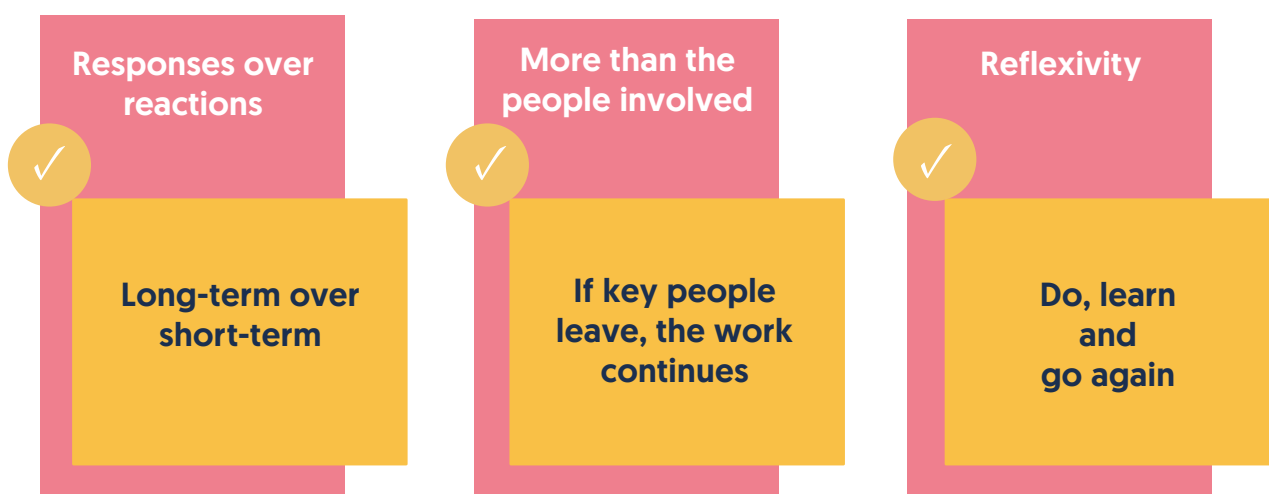 Responses over
reactions
✓
Long-term over
short-term
More than the
people involved
✓
If key people
leave, the work
continues
Reflexivity
✓
Do, learn
and
go again